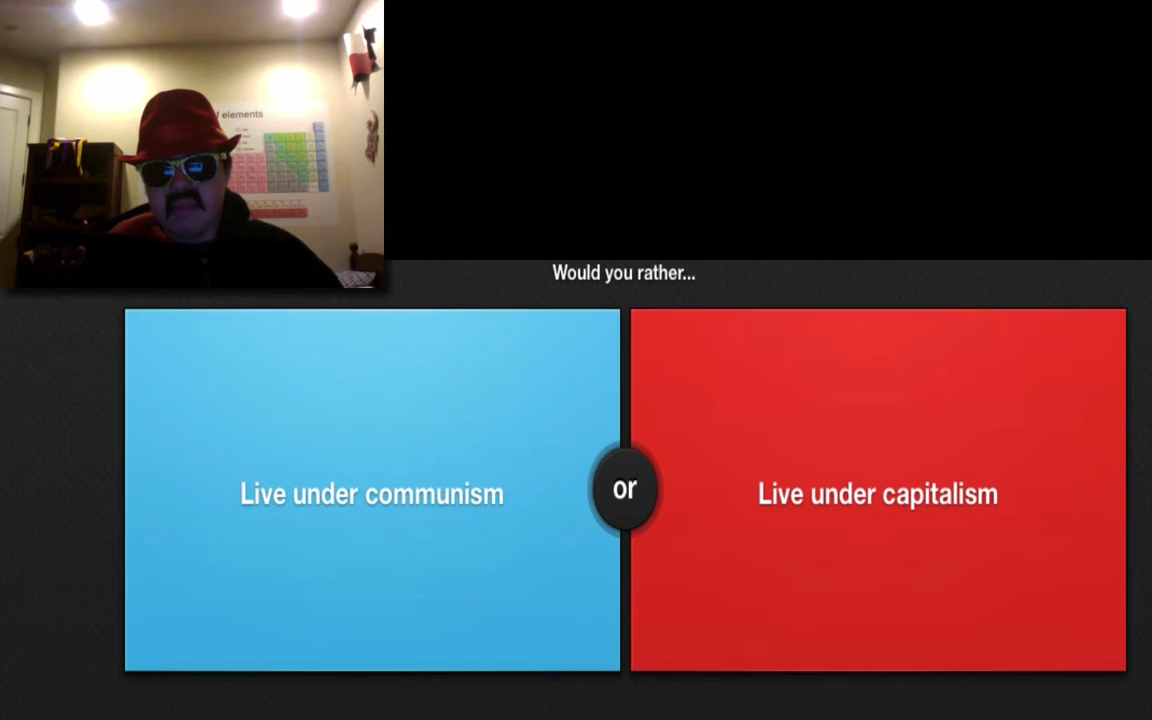 f elements
Would you rather...
Live under communism
or
Live under capitalism